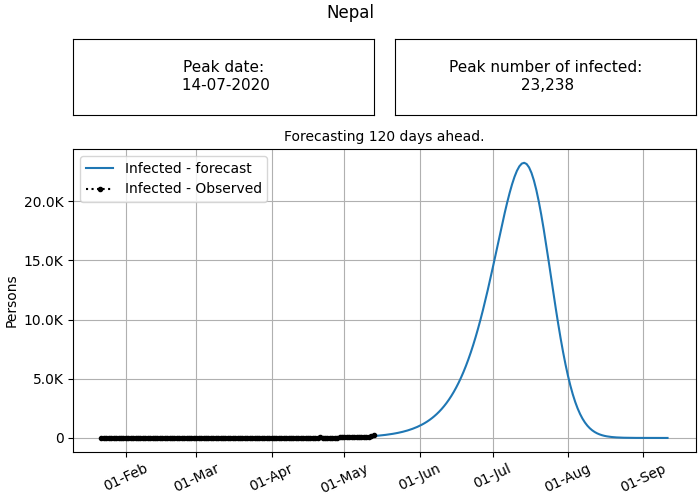 Nepal
Peak date:
14-07-2020
Peak number of infected:
23,238
Forecasting 120 days ahead.
Infected - forecast
Infected - Observed
Persons
20.0K
15.0K
10.0K
5.0K
0
01-Feb
01-Mar
01-Apr
01-May
01-Jun
01-Jul
01-Aug
01-Sep